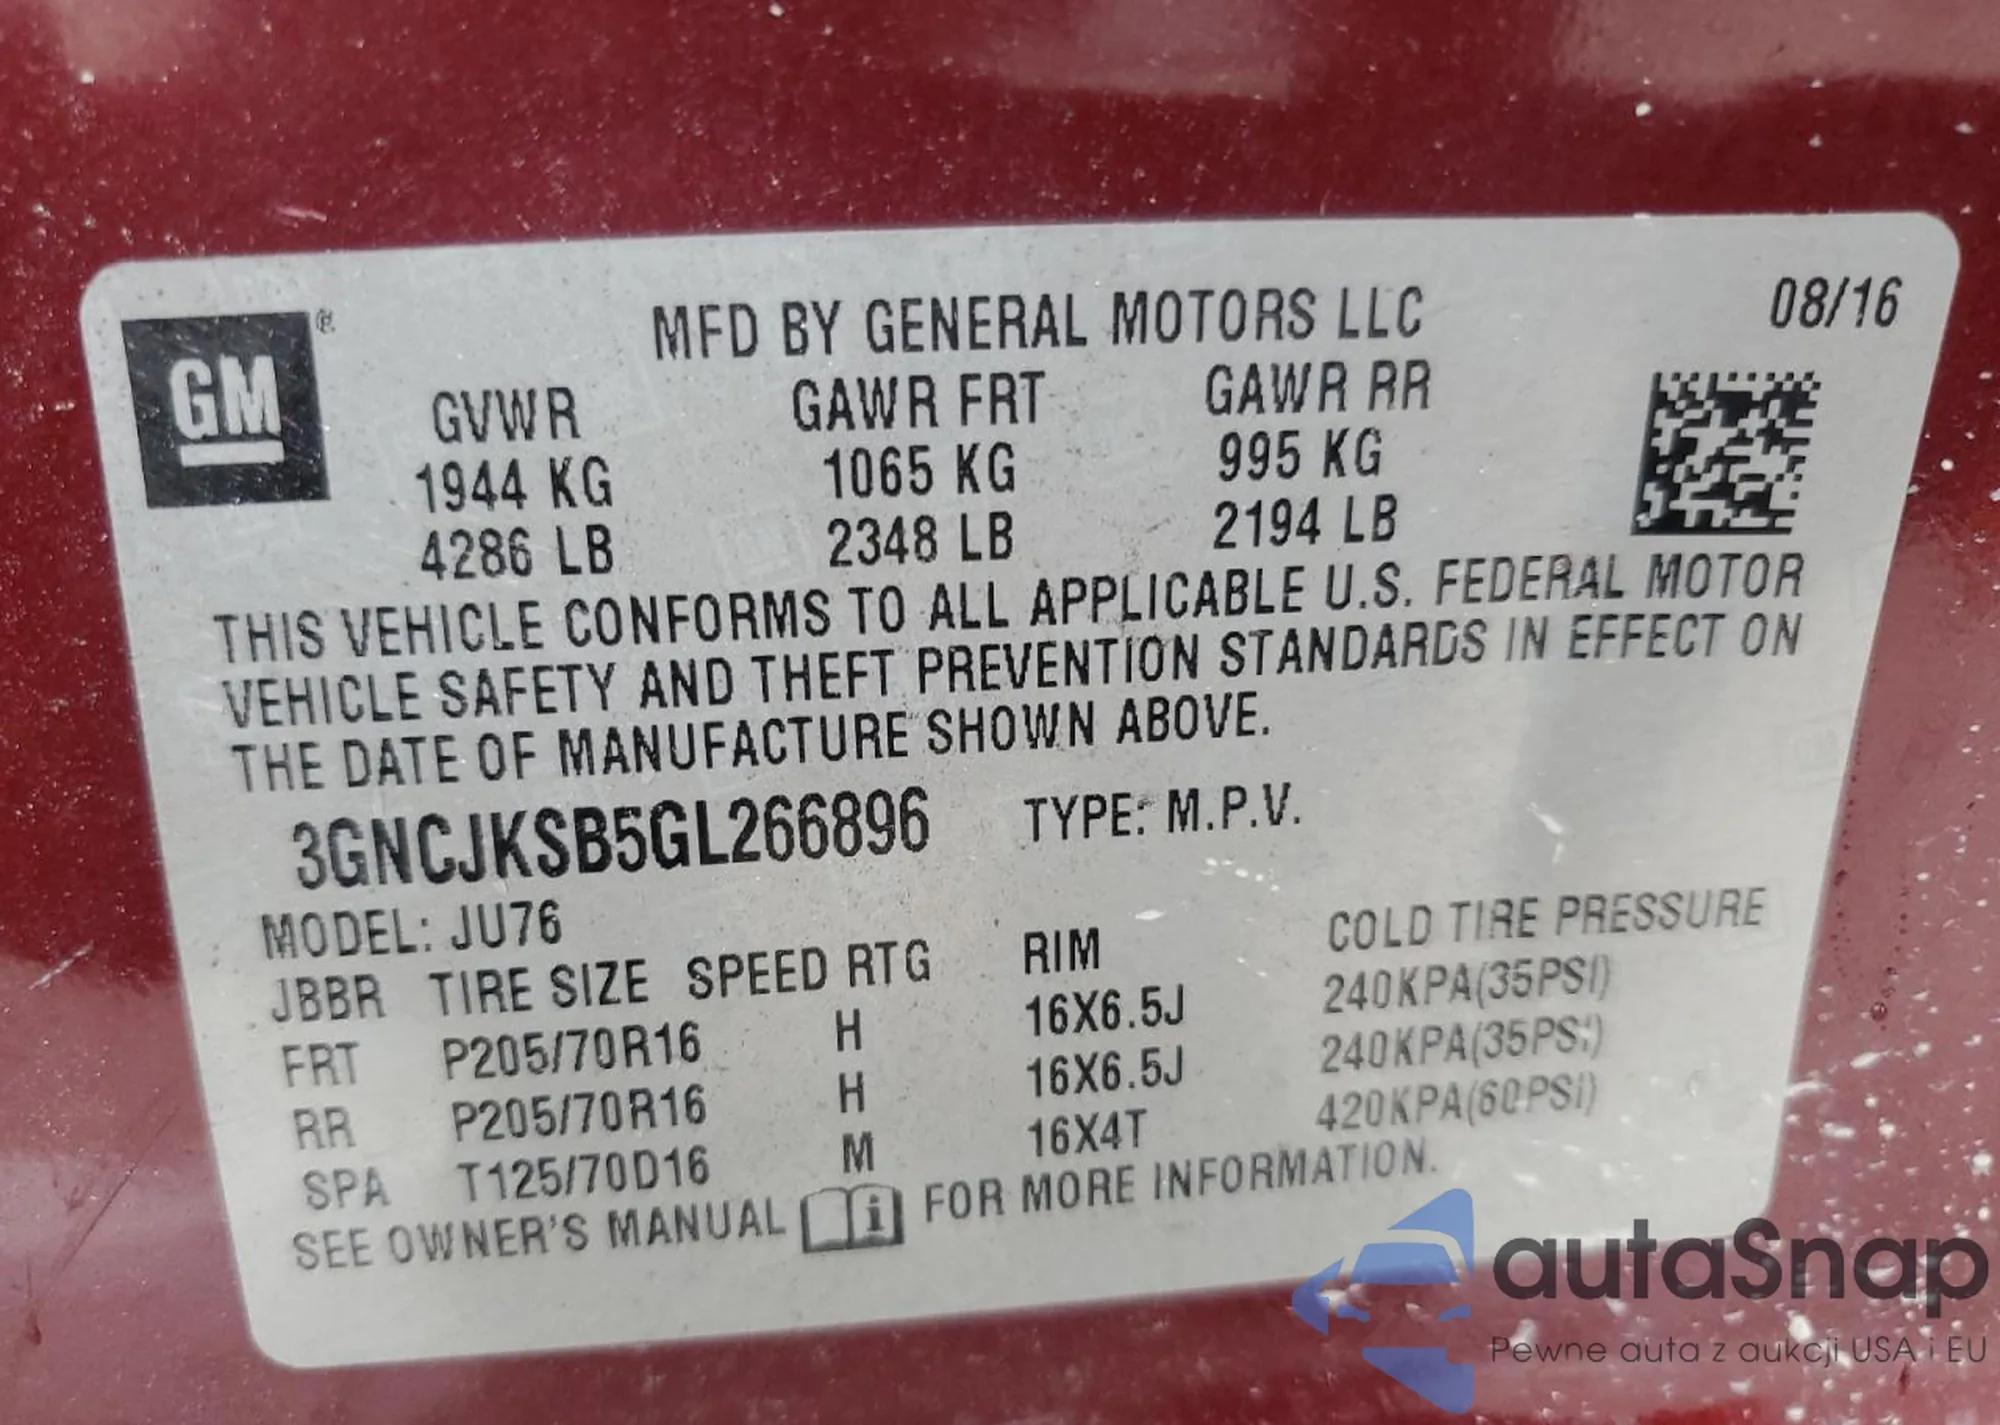 GM ®
MFD BY GENERAL MOTORS LLC 08/16
GVWR GAWR FRT GAWR RR
1944 KG 1065 KG 995 KG
4286 LB 2348 LB 2194 LB
THIS VEHICLE CONFORMS TO ALL APPLICABLE U.S. FEDERAL MOTOR
VEHICLE SAFETY AND THEFT PREVENTION STANDARDS IN EFFECT ON
THE DATE OF MANUFACTURE SHOWN ABOVE.
3GNCJKSB5GL266896 TYPE: M.P.V.
MODEL: JU76
JBBR TIRE SIZE SPEED RTG RIM COLD TIRE PRESSURE
FRT P205/70R16 H 16X6.5J 240KPA(35PSI)
RR P205/70R16 H 16X6.5J 240KPA(35PSI)
SPA T125/70D16 M 16X4T 420KPA(60PSI)
SEE OWNER'S MANUAL i FOR MORE INFORMATION.
autaSnap
Pewne auta z aukcji USA i EU